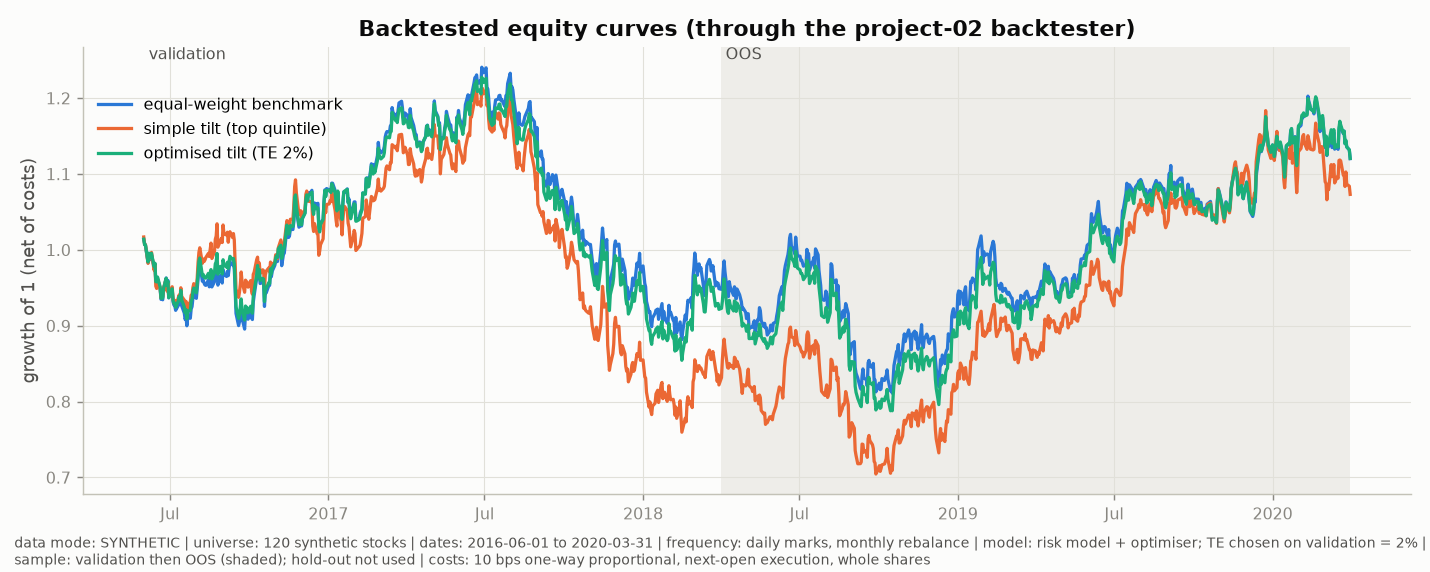 Backtested equity curves (through the project-02 backtester)
validation
OOS
equal-weight benchmark
simple tilt (top quintile)
optimised tilt (TE 2%)
growth of 1 (net of costs)
1.2
1.1
1.0
0.9
0.8
0.7
Jul
2017
Jul
2018
Jul
2019
Jul
2020
data mode: SYNTHETIC | universe: 120 synthetic stocks | dates: 2016-06-01 to 2020-03-31 | frequency: daily marks, monthly rebalance | model: risk model + optimiser; TE chosen on validation = 2% |
sample: validation then OOS (shaded); hold-out not used | costs: 10 bps one-way proportional, next-open execution, whole shares